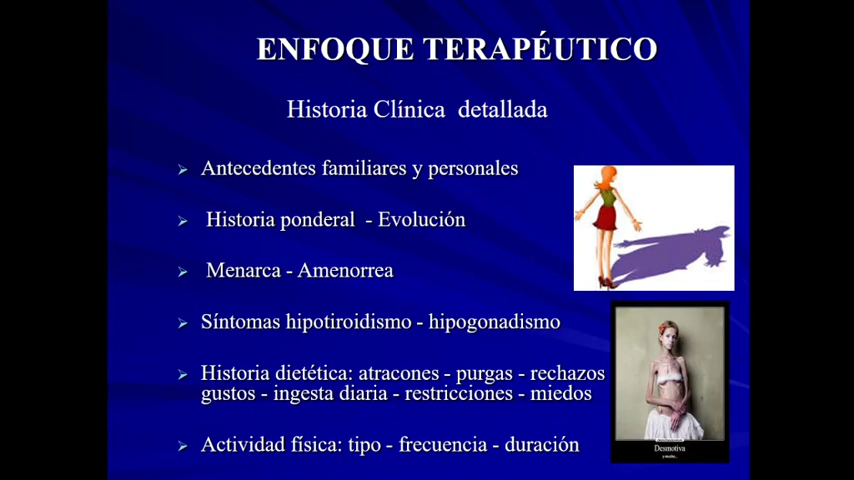 ENFOQUE TERAPÉUTICO
Historia Clínica detallada
Antecedentes familiares y personales
Historia ponderal - Evolución
Menarca - Amenorrea
Síntomas hipotiroidismo - hipogonadismo
Historia dietética: atracones - purgas - rechazos
gustos - ingesta diaria - restricciones - miedos
Actividad física: tipo - frecuencia - duración
Desmotiva
y mucho...